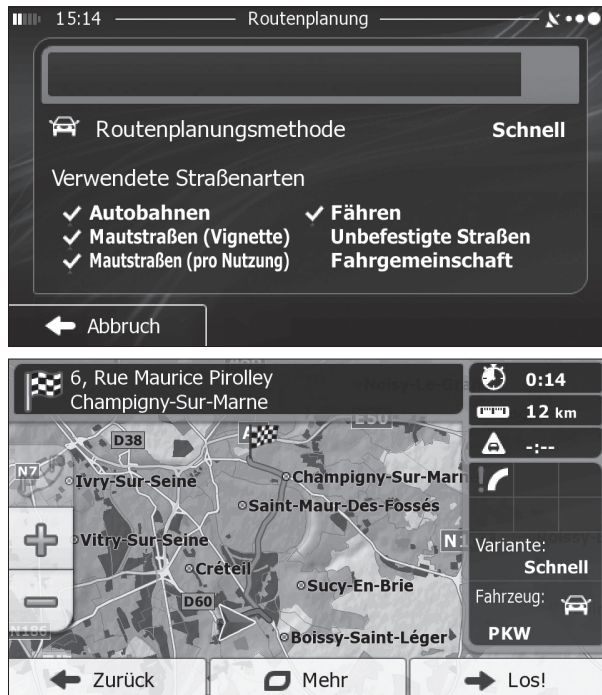 15:14 Routenplanung
Routenplanungsmethode Schnell
Verwendete Straßenarten
Autobahnen Fähren
Mautstraßen (Vignette) Unbefestigte Straßen
Mautstraßen (pro Nutzung) Fahrgemeinschaft
Abbruch
6, Rue Maurice Pirolley
Champigny-Sur-Marne
0:14
12 km
-:--
D38
N7
Ivry-Sur-Seine
Champigny-Sur-Marn
Saint-Maur-Des-Fossés
Vitry-Sur-Seine
N1
Créteil
Sucy-En-Brie
D60
N186
Boissy-Saint-Léger
Variante:
Schnell
Fahrzeug:
PKW
Zurück Mehr Los!